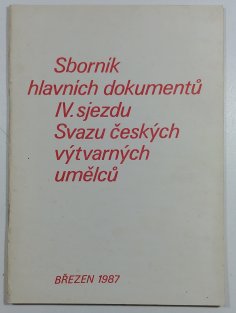 Sborník
hlavních dokumentů
IV. sjezdu
Svazu českých
výtvarných
umělců
BŘEZEN 1987